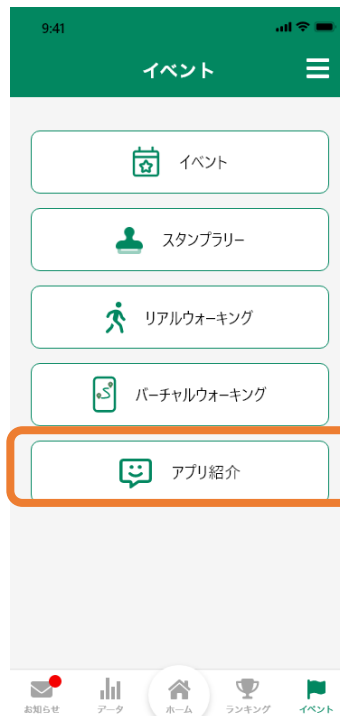 9:41
イベント
イベント
スタンプラリー
リアルウォーキング
バーチャルウォーキング
アプリ紹介
お知らせ データ ホーム ランキング イベント